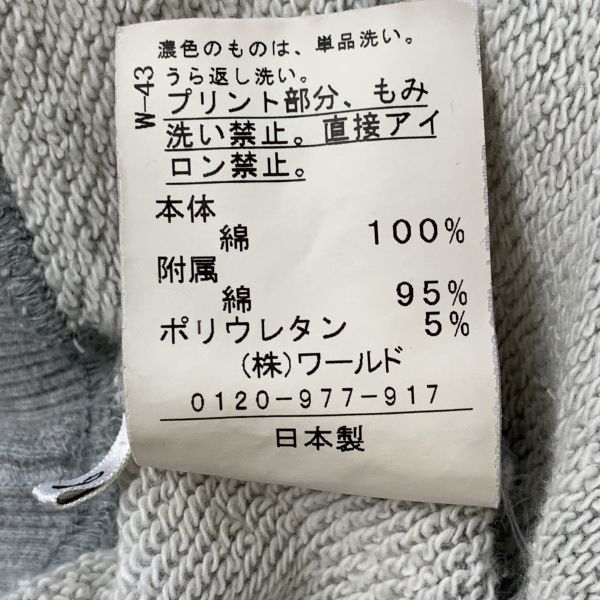 濃色のものは、単品洗い。
うら返し洗い。
プリント部分、もみ
洗い禁止。直接アイ
ロン禁止。
本体
綿 100%
附属
綿 95%
ポリウレタン 5%
(株)ワールド
0120-977-917
日本製
W-43